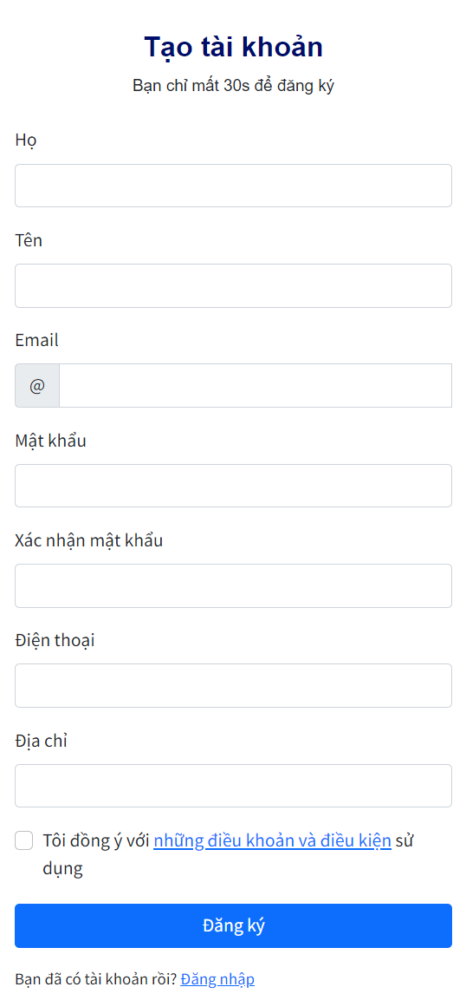 Tạo tài khoản
Bạn chỉ mất 30s để đăng ký
Họ
Tên
Email
@
Mật khẩu
Xác nhận mật khẩu
Điện thoại
Địa chỉ
Tôi đồng ý với những điều khoản và điều kiện sử
dụng
Đăng ký
Bạn đã có tài khoản rồi? Đăng nhập